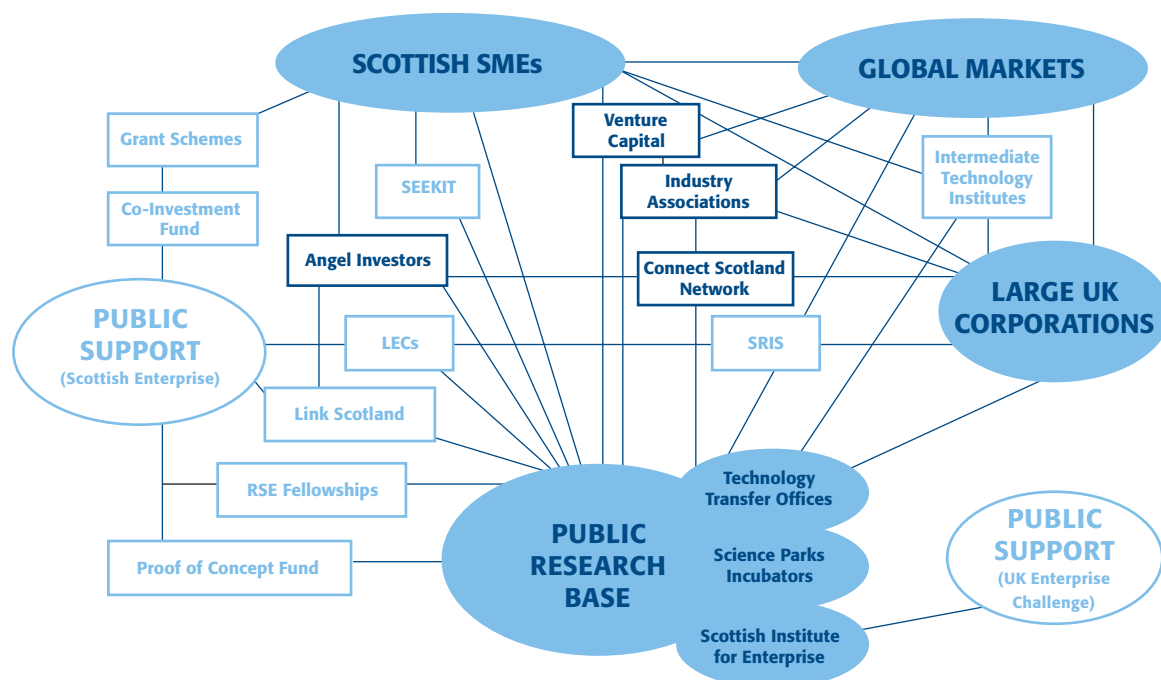 SCOTTISH SMEs
GLOBAL MARKETS
Grant Schemes
Venture
Capital
Intermediate
Technology
Institutes
SEEKIT
Industry
Associations
Co-Investment
Fund
Angel Investors
Connect Scotland
Network
LARGE UK
CORPORATIONS
PUBLIC
SUPPORT
(Scottish Enterprise)
LECs
SRIS
Link Scotland
RSE Fellowships
Technology
Transfer Offices
PUBLIC
RESEARCH
BASE
PUBLIC
SUPPORT
(UK Enterprise
Challenge)
Proof of Concept Fund
Science Parks
Incubators
Scottish Institute
for Enterprise